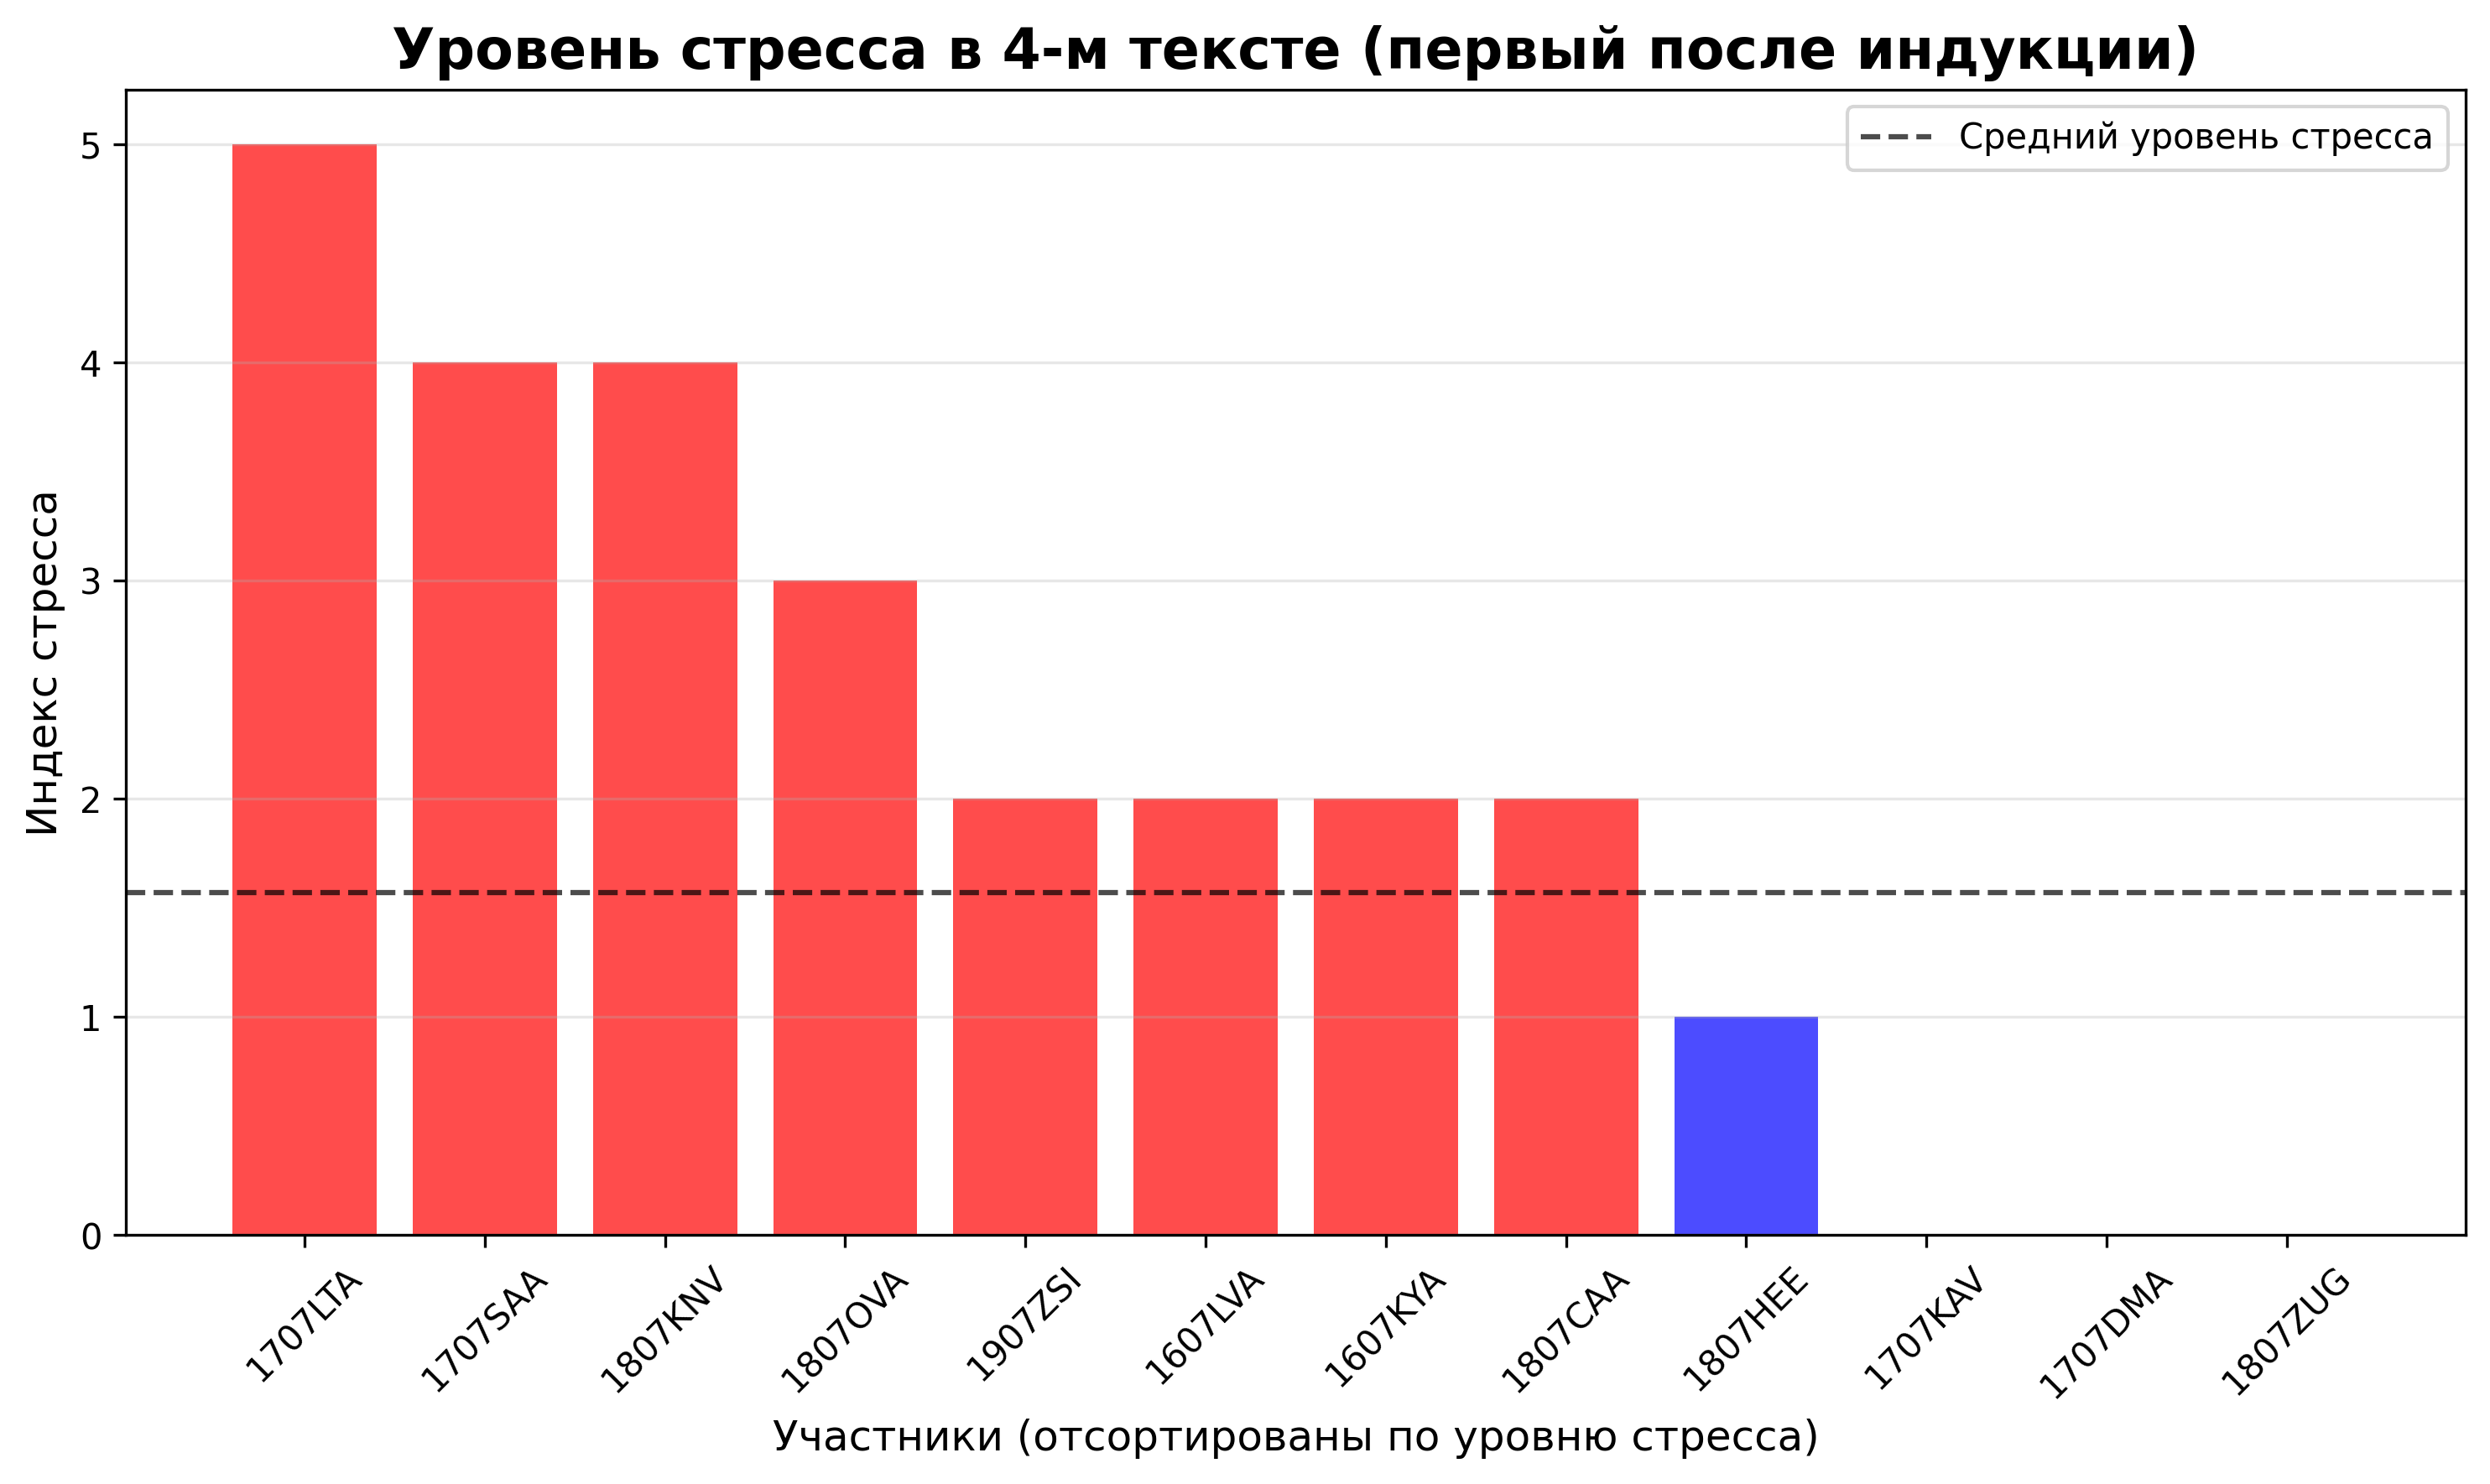 Уровень стресса в 4-м тексте (первый после индукции)
Средний уровень стресса
Индекс стресса
5
4
3
2
1
0
1707LTA
1707SAA
1807KNV
1807OVA
1907ZSI
1607LVA
1607KYA
1807CAA
1807HEE
1707KAV
1707DMA
1807ZUG
Участники (отсортированы по уровню стресса)